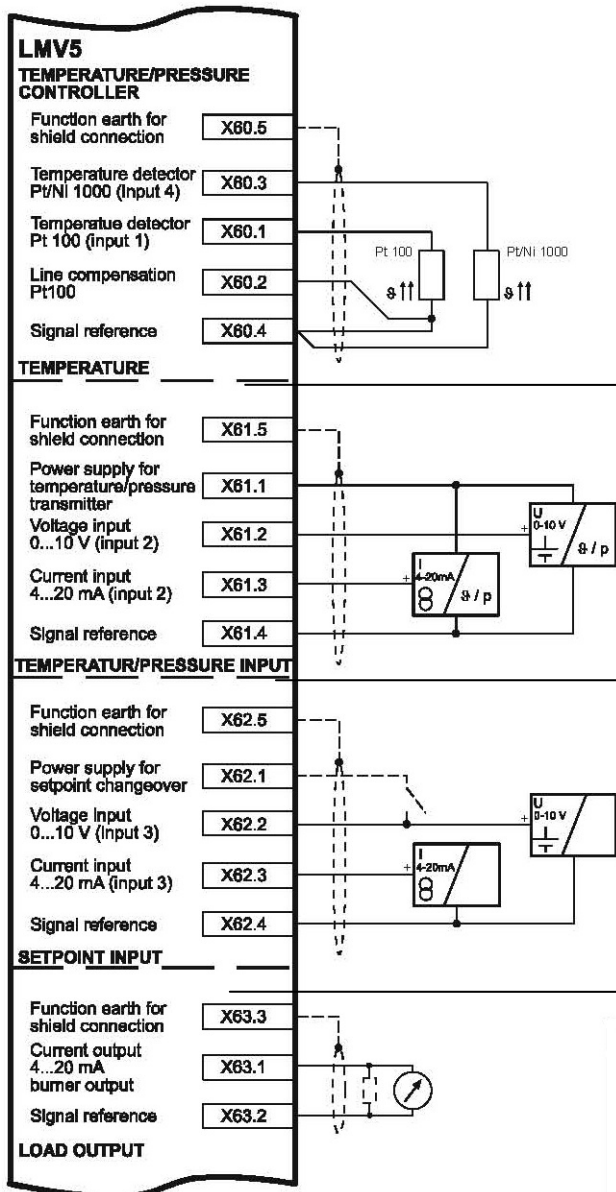 LMV5
TEMPERATURE/PRESSURE
CONTROLLER
Function earth for
shield connection
X60.5
Temperature detector
Pt/Ni 1000 (input 4)
X60.3
Temperatue detector
Pt 100 (input 1)
X60.1
Line compensation
Pt100
X60.2
Signal reference
X60.4
Pt 100
ϑ
Pt/Ni 1000
ϑ
TEMPERATURE
Function earth for
shield connection
X61.5
Power supply for
temperature/pressure
transmitter
X61.1
Voltage input
0...10 V (input 2)
X61.2
Current input
4...20 mA (input 2)
X61.3
Signal reference
X61.4
+
U
0-10 V
ϑ / p
+
I
4-20mA
ϑ / p
TEMPERATUR/PRESSURE INPUT
Function earth for
shield connection
X62.5
Power supply for
setpoint changeover
X62.1
Voltage Input
0...10 V (Input 3)
X62.2
Current input
4...20 mA (input 3)
X62.3
Signal reference
X62.4
+
U
0-10 V
+
I
4-20mA
SETPOINT INPUT
Function earth for
shield connection
X63.3
Current output
4...20 mA
burner output
X63.1
Signal reference
X63.2
LOAD OUTPUT